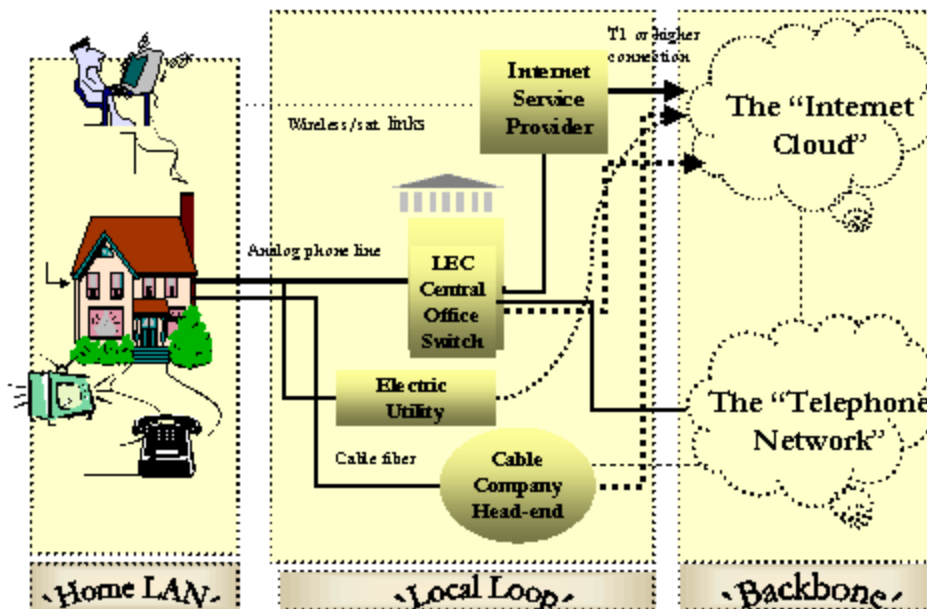 T1 or higher
connection
Internet
Service
Provider
The “Internet
Cloud”
Wireless/sat. links
Analog phone line
LEC
Central
Office
Switch
Electric
Utility
The “Telephone
Network”
Cable fiber
Cable
Company
Head-end
Home LAN
Local Loop
Backbone